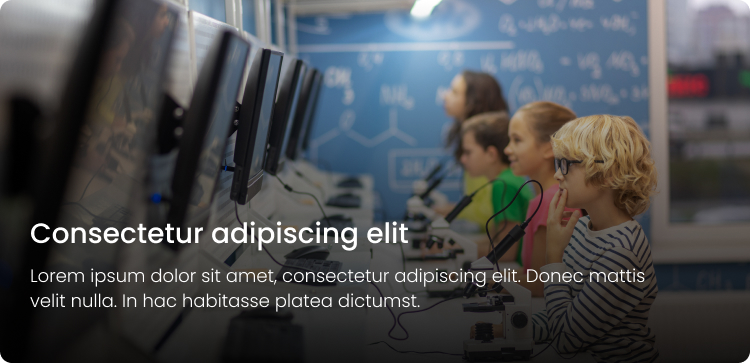 Consectetur adipiscing elit
Lorem ipsum dolor sit amet, consectetur adipiscing elit. Donec mattis
velit nulla. In hac habitasse platea dictumst.